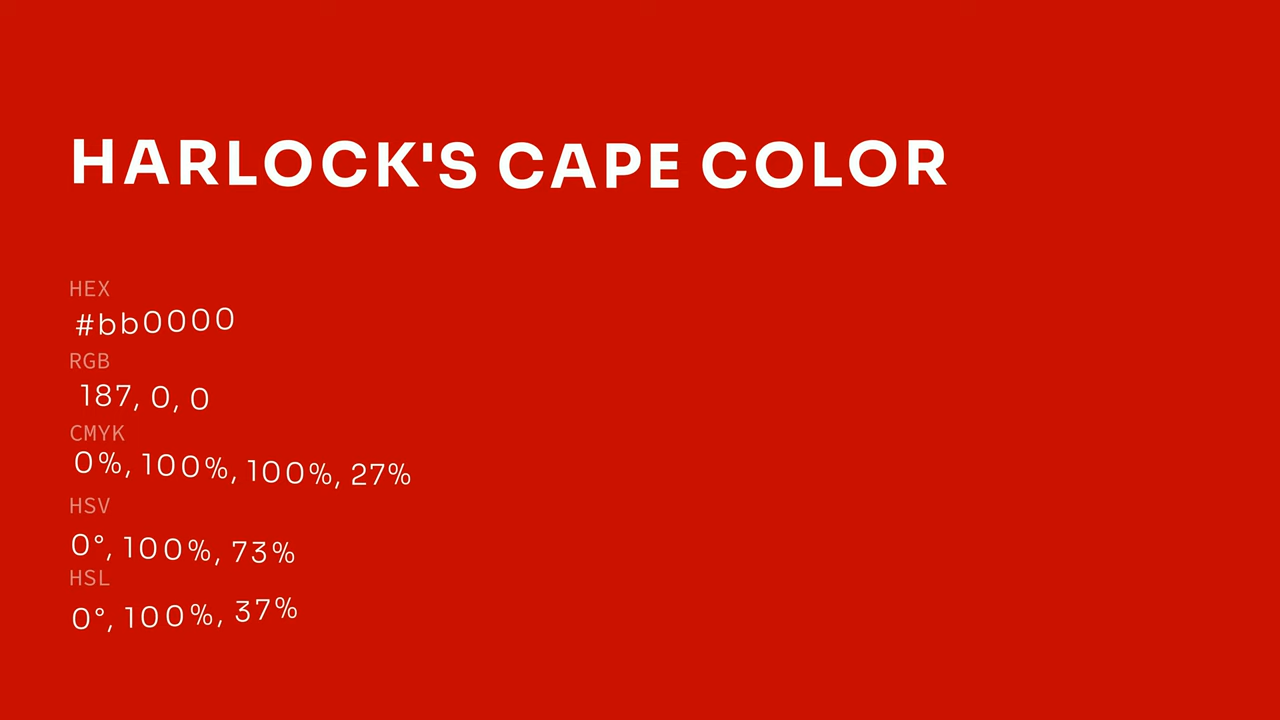 HARLOCK'S CAPE COLOR
HEX
#bb0000
RGB
187, 0, 0
CMYK
0%, 100%, 100%, 27%
HSV
0°, 100%, 73%
HSL
0°, 100%, 37%